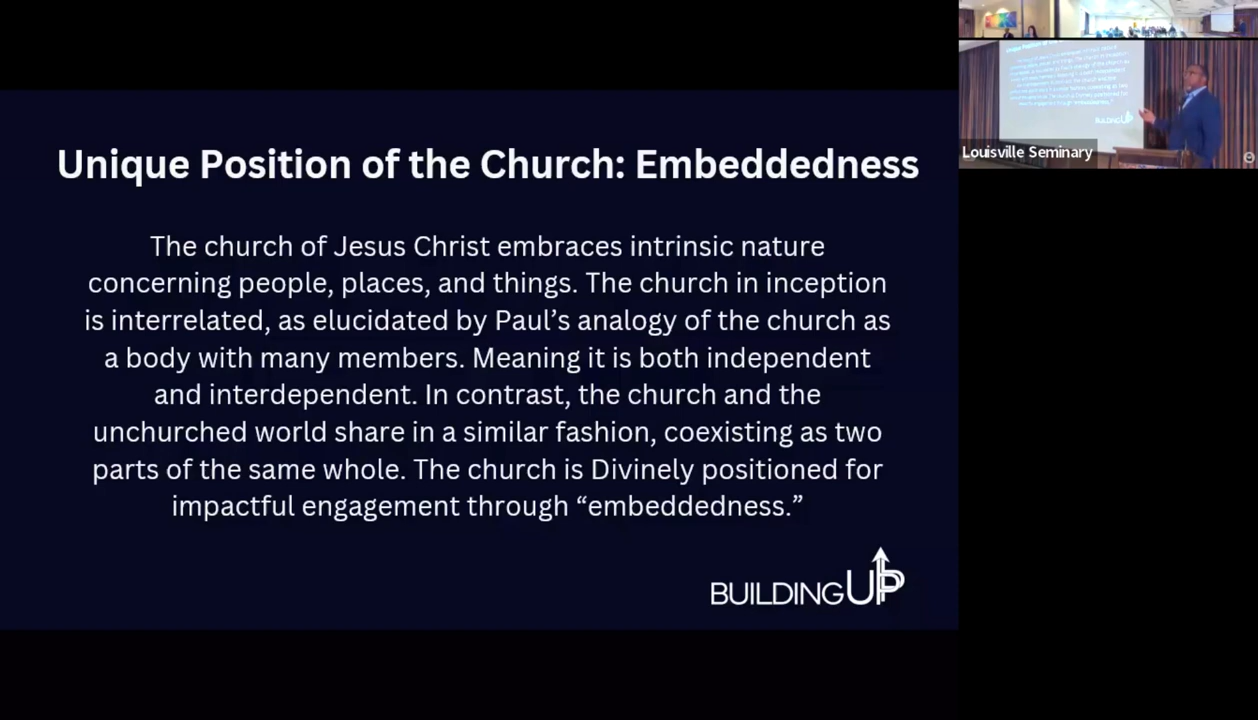 Unique Position of the Church: Embeddedness
The church of Jesus Christ embraces intrinsic nature
concerning people, places, and things. The church in inception
is interrelated, as elucidated by Paul’s analogy of the church as
a body with many members. Meaning it is both independent
and interdependent. In contrast, the church and the
unchurched world share in a similar fashion, coexisting as two
parts of the same whole. The church is Divinely positioned for
impactful engagement through “embeddedness.”
BUILDING UP
Louisville Seminary